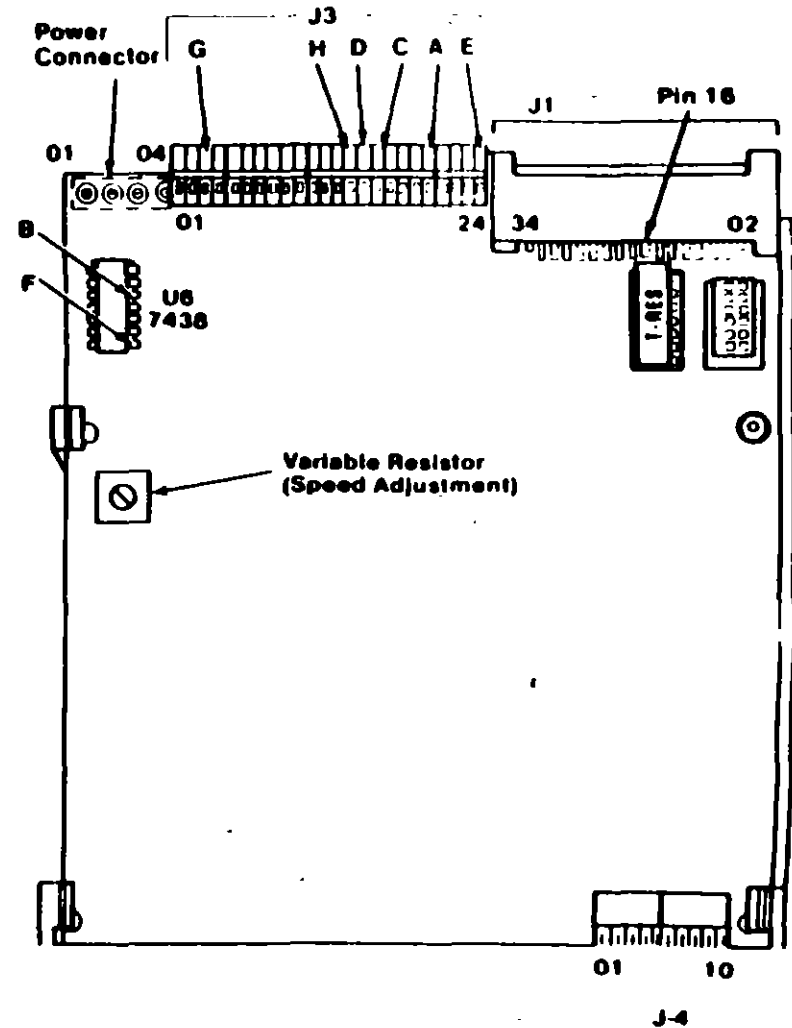 J3
Power
Connector
G H D C A E
J1
Pin 16
01
04
01
24
34
02
B
F
U6
7438
T-RES
Variable Resistor
(Speed Adjustment)
01
10
J-4